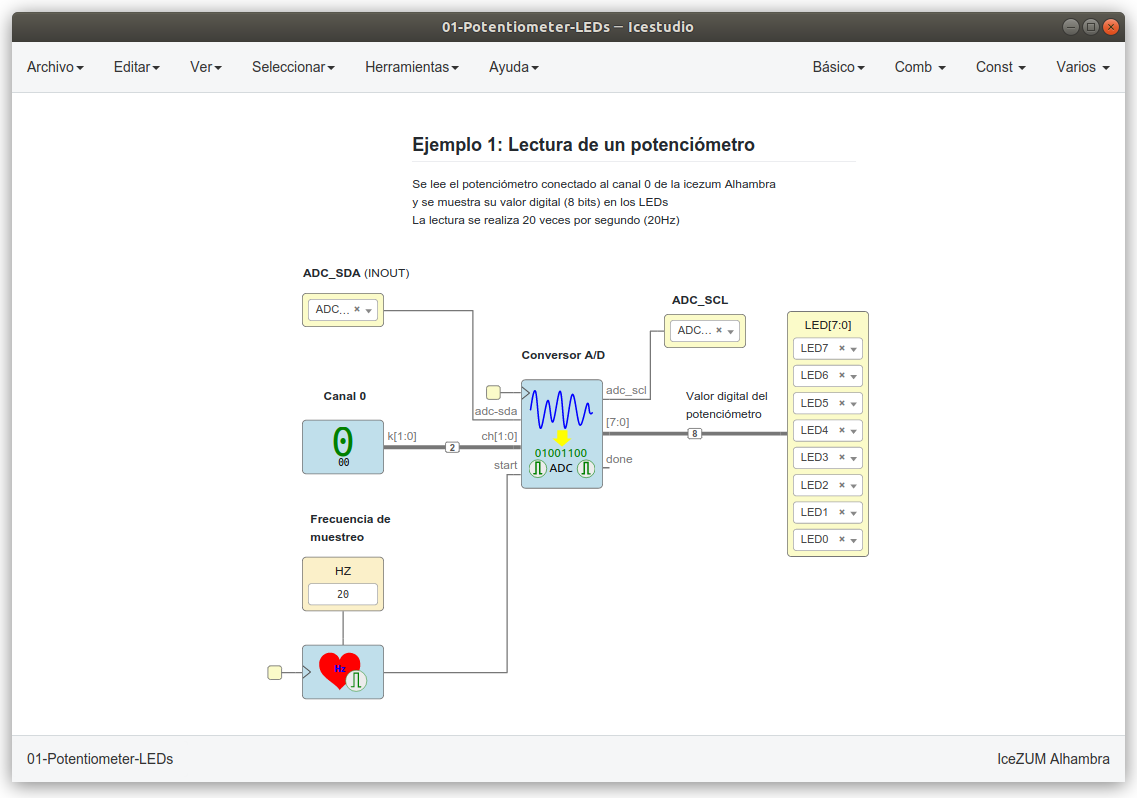 01-Potentiometer-LEDs — Icestudio
Archivo Editar Ver Seleccionar Herramientas Ayuda Básico Comb Const Varios
Ejemplo 1: Lectura de un potenciómetro
Se lee el potenciómetro conectado al canal 0 de la icezum Alhambra
y se muestra su valor digital (8 bits) en los LEDs
La lectura se realiza 20 veces por segundo (20Hz)
ADC_SDA (INOUT)
ADC...
ADC_SCL
ADC...
LED[7:0]
LED7
LED6
LED5
LED4
LED3
LED2
LED1
LED0
Conversor A/D
adc_scl
adc-sda
[7:0]
ch[1:0]
start
done
01001100
ADC
Valor digital del
potenciómetro
8
Canal 0
0
00
k[1:0]
2
Frecuencia de
muestreo
HZ
20
Hz
01-Potentiometer-LEDs
IceZUM Alhambra